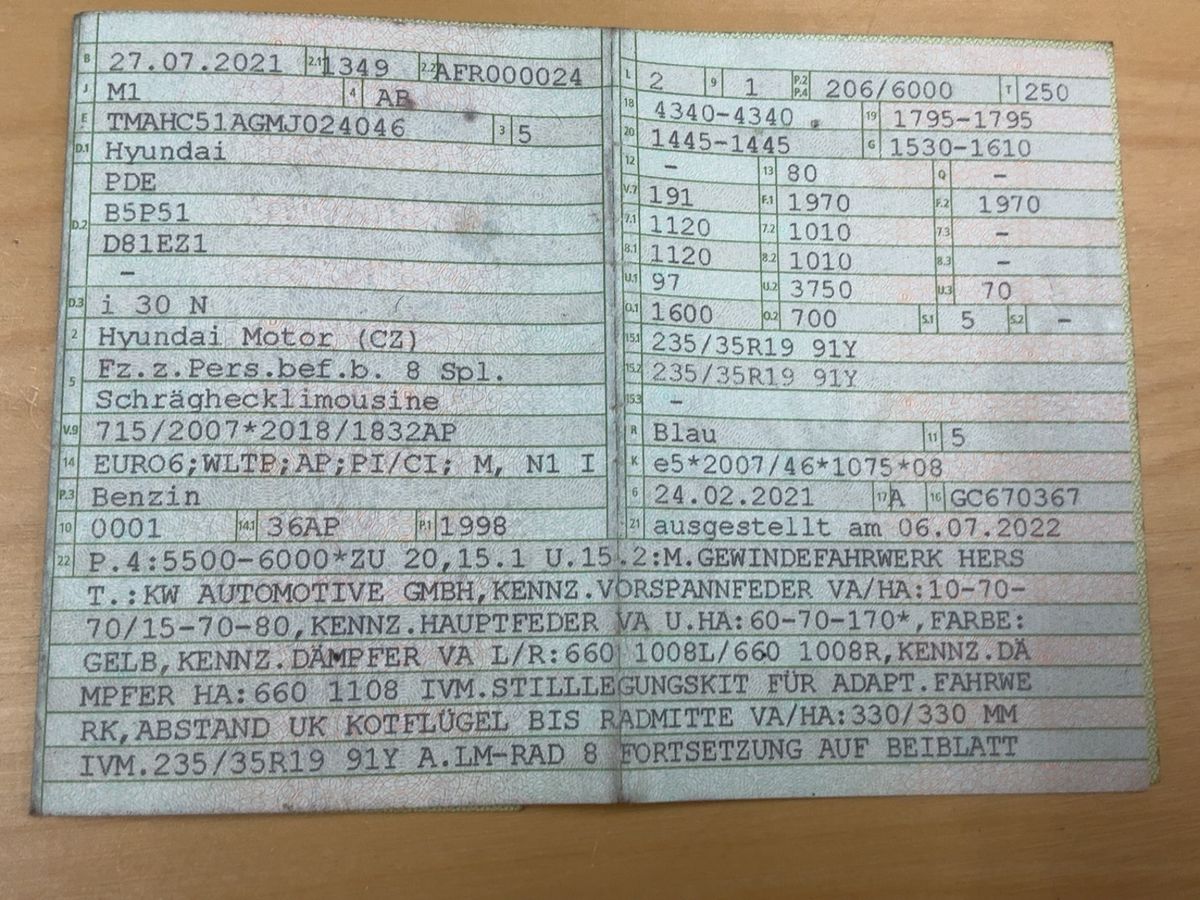 B 27.07.2021 2.1 1349 2.2 AFR000024
J M1 4 AB
E TMAHC51AGMJ024046 3 5
D.1 Hyundai
PDE
D.2 B5P51
D81EZ1
–
D.3 i 30 N
2 Hyundai Motor (CZ)
5 Fz.z.Pers.bef.b. 8 Spl.
Schräghecklimousine
V.9 715/2007*2018/1832AP
14 EURO6;WLTP;AP;PI/CI; M, N1 I
P.3 Benzin
10 0001 14.1 36AP P.1 1998
L 2 9 1 P.2 P.4 206/6000 T 250
18 4340-4340 19 1795-1795
20 1445-1445 G 1530-1610
12 – 13 80 Q –
V.7 191 F.1 1970 F.2 1970
7.1 1120 7.2 1010 7.3 –
8.1 1120 8.2 1010 8.3 –
U.1 97 U.2 3750 U.3 70
O.1 1600 O.2 700 S.1 5 S.2 –
15.1 235/35R19 91Y
15.2 235/35R19 91Y
15.3 –
R Blau 11 5
K e5*2007/46*1075*08
6 24.02.2021 17 A 16 GC670367
21 ausgestellt am 06.07.2022
22 P.4:5500-6000*ZU 20,15.1 U.15.2:M.GEWINDEFAHRWERK HERS
T.:KW AUTOMOTIVE GMBH,KENNZ.VORSPANNFEDER VA/HA:10-70-
70/15-70-80,KENNZ.HAUPTFEDER VA U.HA:60-70-170*,FARBE:
GELB,KENNZ.DÄMPFER VA L/R:660 1008L/660 1008R,KENNZ.DÄ
MPFER HA:660 1108 IVM.STILLLEGUNGSKIT FÜR ADAPT.FAHRWE
RK,ABSTAND UK KOTFLÜGEL BIS RADMITTE VA/HA:330/330 MM
IVM.235/35R19 91Y A.LM-RAD 8 FORTSETZUNG AUF BEIBLATT